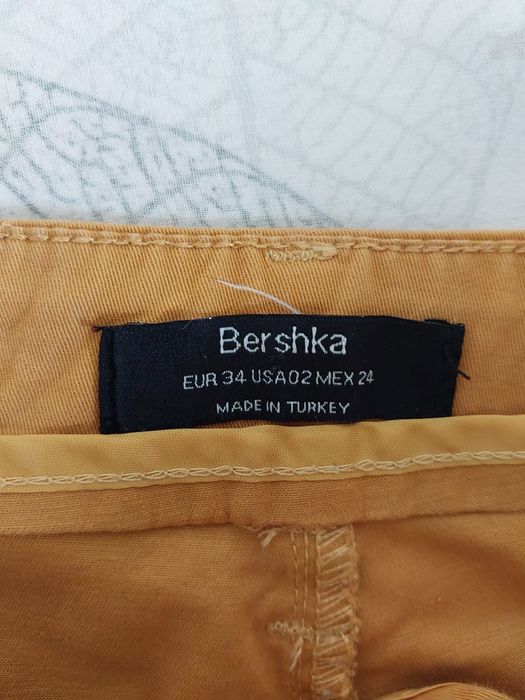 Bershka
EUR 34 USA02 MEX 24
MADE IN TURKEY